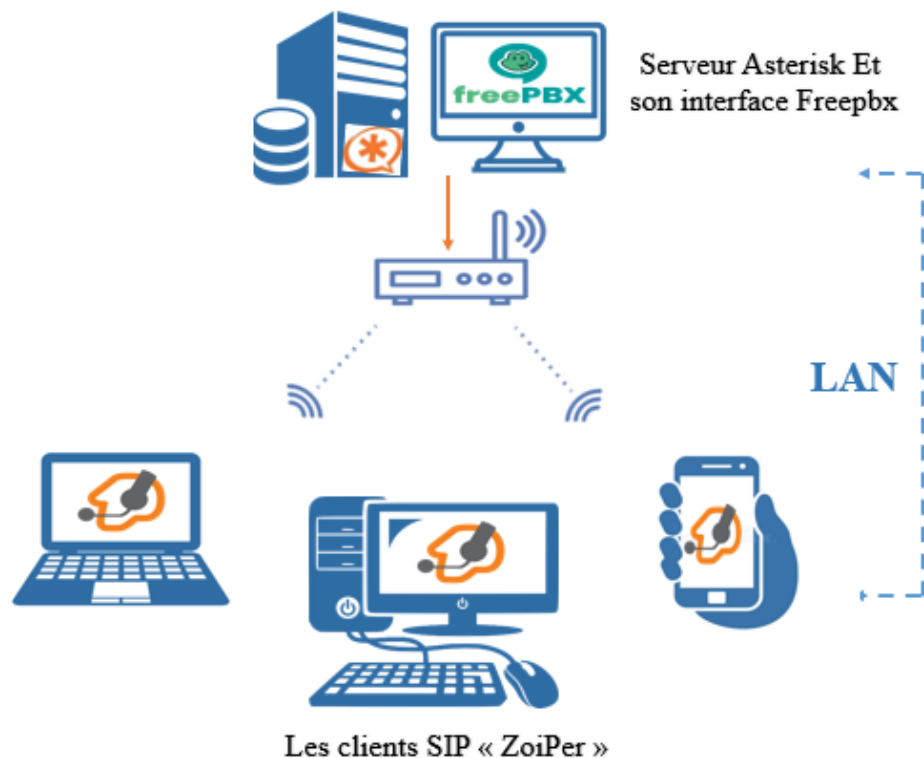 freePBX
Serveur Asterisk Et
son interface Freepbx
LAN
Les clients SIP « ZoiPer »